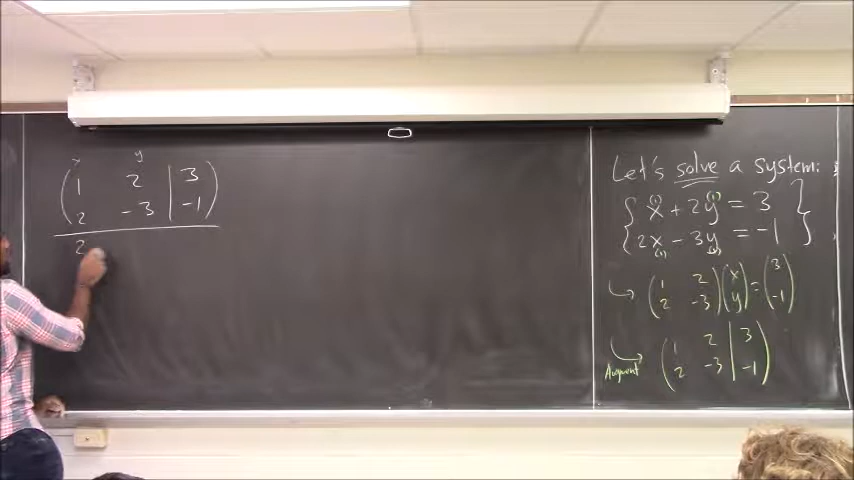 x y
1 2 | 3
2 -3 | -1
2
Let's solve a system:
x + 2y = 3
2x - 3y = -1
→ ( 1 2 ) ( x ) = ( 3 )
( 2 -3 ) ( y ) ( -1 )
Augment → ( 1 2 | 3 )
( 2 -3 | -1 )